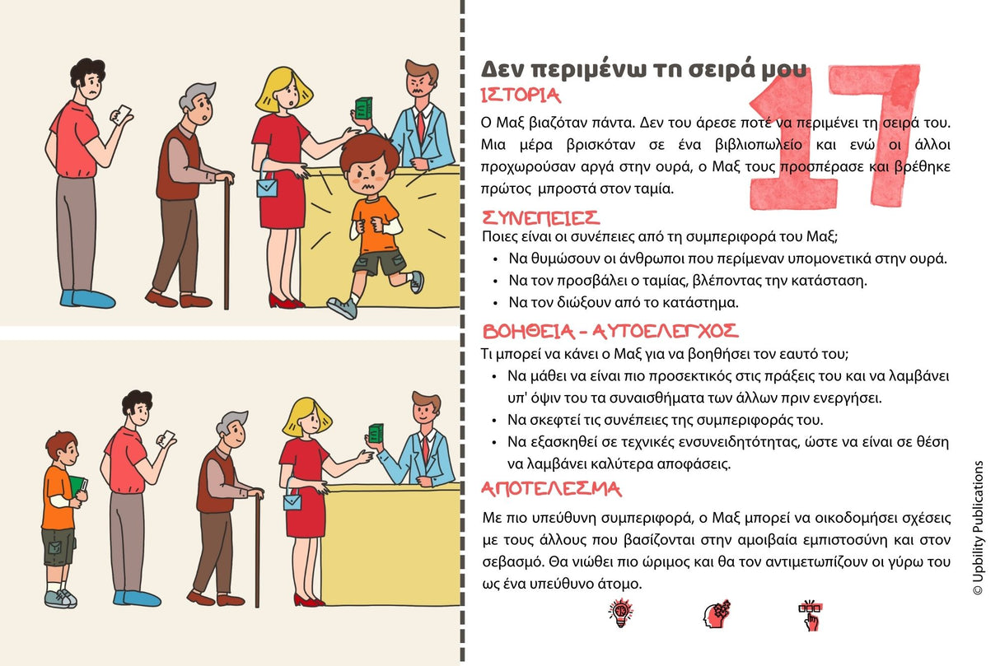 Δεν περιμένω τη σειρά μου
17
ΙΣΤΟΡΙΑ
Ο Μαξ βιαζόταν πάντα. Δεν του άρεσε ποτέ να περιμένει τη σειρά του.
Μια μέρα βρισκόταν σε ένα βιβλιοπωλείο και ενώ οι άλλοι
προχωρούσαν αργά στην ουρά, ο Μαξ τους προσπέρασε και βρέθηκε
πρώτος μπροστά στον ταμία.
ΣΥΝΕΠΕΙΕΣ
Ποιες είναι οι συνέπειες από τη συμπεριφορά του Μαξ;
• Να θυμώσουν οι άνθρωποι που περίμεναν υπομονετικά στην ουρά.
• Να τον προσβάλει ο ταμίας, βλέποντας την κατάσταση.
• Να τον διώξουν από το κατάστημα.
ΒΟΗΘΕΙΑ - ΑΥΤΟΕΛΕΓΧΟΣ
Τι μπορεί να κάνει ο Μαξ για να βοηθήσει τον εαυτό του;
• Να μάθει να είναι πιο προσεκτικός στις πράξεις του και να λαμβάνει
υπ' όψιν του τα συναισθήματα των άλλων πριν ενεργήσει.
• Να σκεφτεί τις συνέπειες της συμπεριφοράς του.
• Να εξασκηθεί σε τεχνικές ενσυνειδητότητας, ώστε να είναι σε θέση
να λαμβάνει καλύτερα αποφάσεις.
ΑΠΟΤΕΛΕΣΜΑ
Με πιο υπεύθυνη συμπεριφορά, ο Μαξ μπορεί να οικοδομήσει σχέσεις
με τους άλλους που βασίζονται στην αμοιβαία εμπιστοσύνη και στον
σεβασμό. Θα νιώθει πιο ώριμος και θα τον αντιμετωπίζουν οι γύρω του
ως ένα υπεύθυνο άτομο.
© Upbility Publications